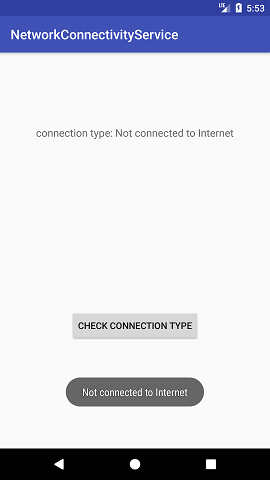 LTE 5:53
NetworkConnectivityService
connection type: Not connected to Internet
CHECK CONNECTION TYPE
Not connected to Internet